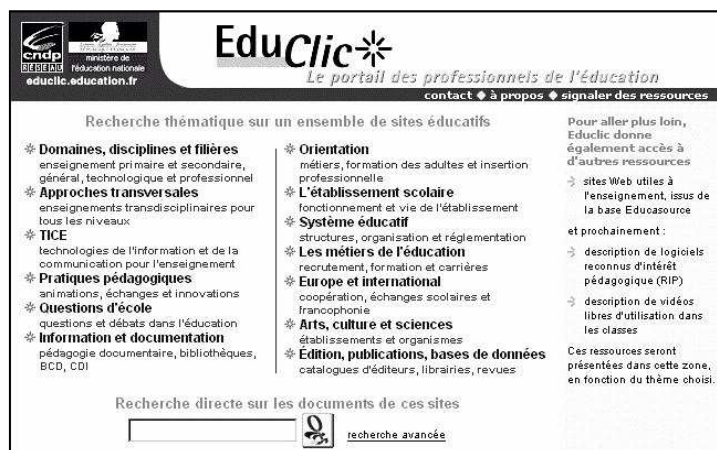 cndp
RÉSEAU
ministère de
l'éducation nationale
educlic.education.fr
EduClic
Le portail des professionnels de l'éducation
contact ◆ à propos ◆ signaler des ressources
Recherche thématique sur un ensemble de sites éducatifs
Domaines, disciplines et filières
enseignement primaire et secondaire,
général, technologique et professionnel
Approches transversales
enseignements transdisciplinaires pour
tous les niveaux
TICE
technologies de l'information et de la
communication pour l'enseignement
Pratiques pédagogiques
animations, échanges et innovations
Questions d'école
questions et débats dans l'éducation
Information et documentation
pédagogie documentaire, bibliothèques,
BCD, CDI
Orientation
métiers, formation des adultes et insertion
professionnelle
L'établissement scolaire
fonctionnement et vie de l'établissement
Système éducatif
structures, organisation et réglementation
Les métiers de l'éducation
recrutement, formation et carrières
Europe et international
coopération, échanges scolaires et
francophonie
Arts, culture et sciences
établissements et organismes
Édition, publications, bases de données
catalogues d'éditeurs, librairies, revues
Pour aller plus loin,
Educlic donne
également accès à
d'autres ressources
sites Web utiles à
l'enseignement, issus de
la base Educasource
et prochainement :
description de logiciels
reconnus d'intérêt
pédagogique (RIP)
description de vidéos
libres d'utilisation dans
les classes
Ces ressources seront
présentées dans cette zone,
en fonction du thème choisi.
Recherche directe sur les documents de ces sites
recherche avancée